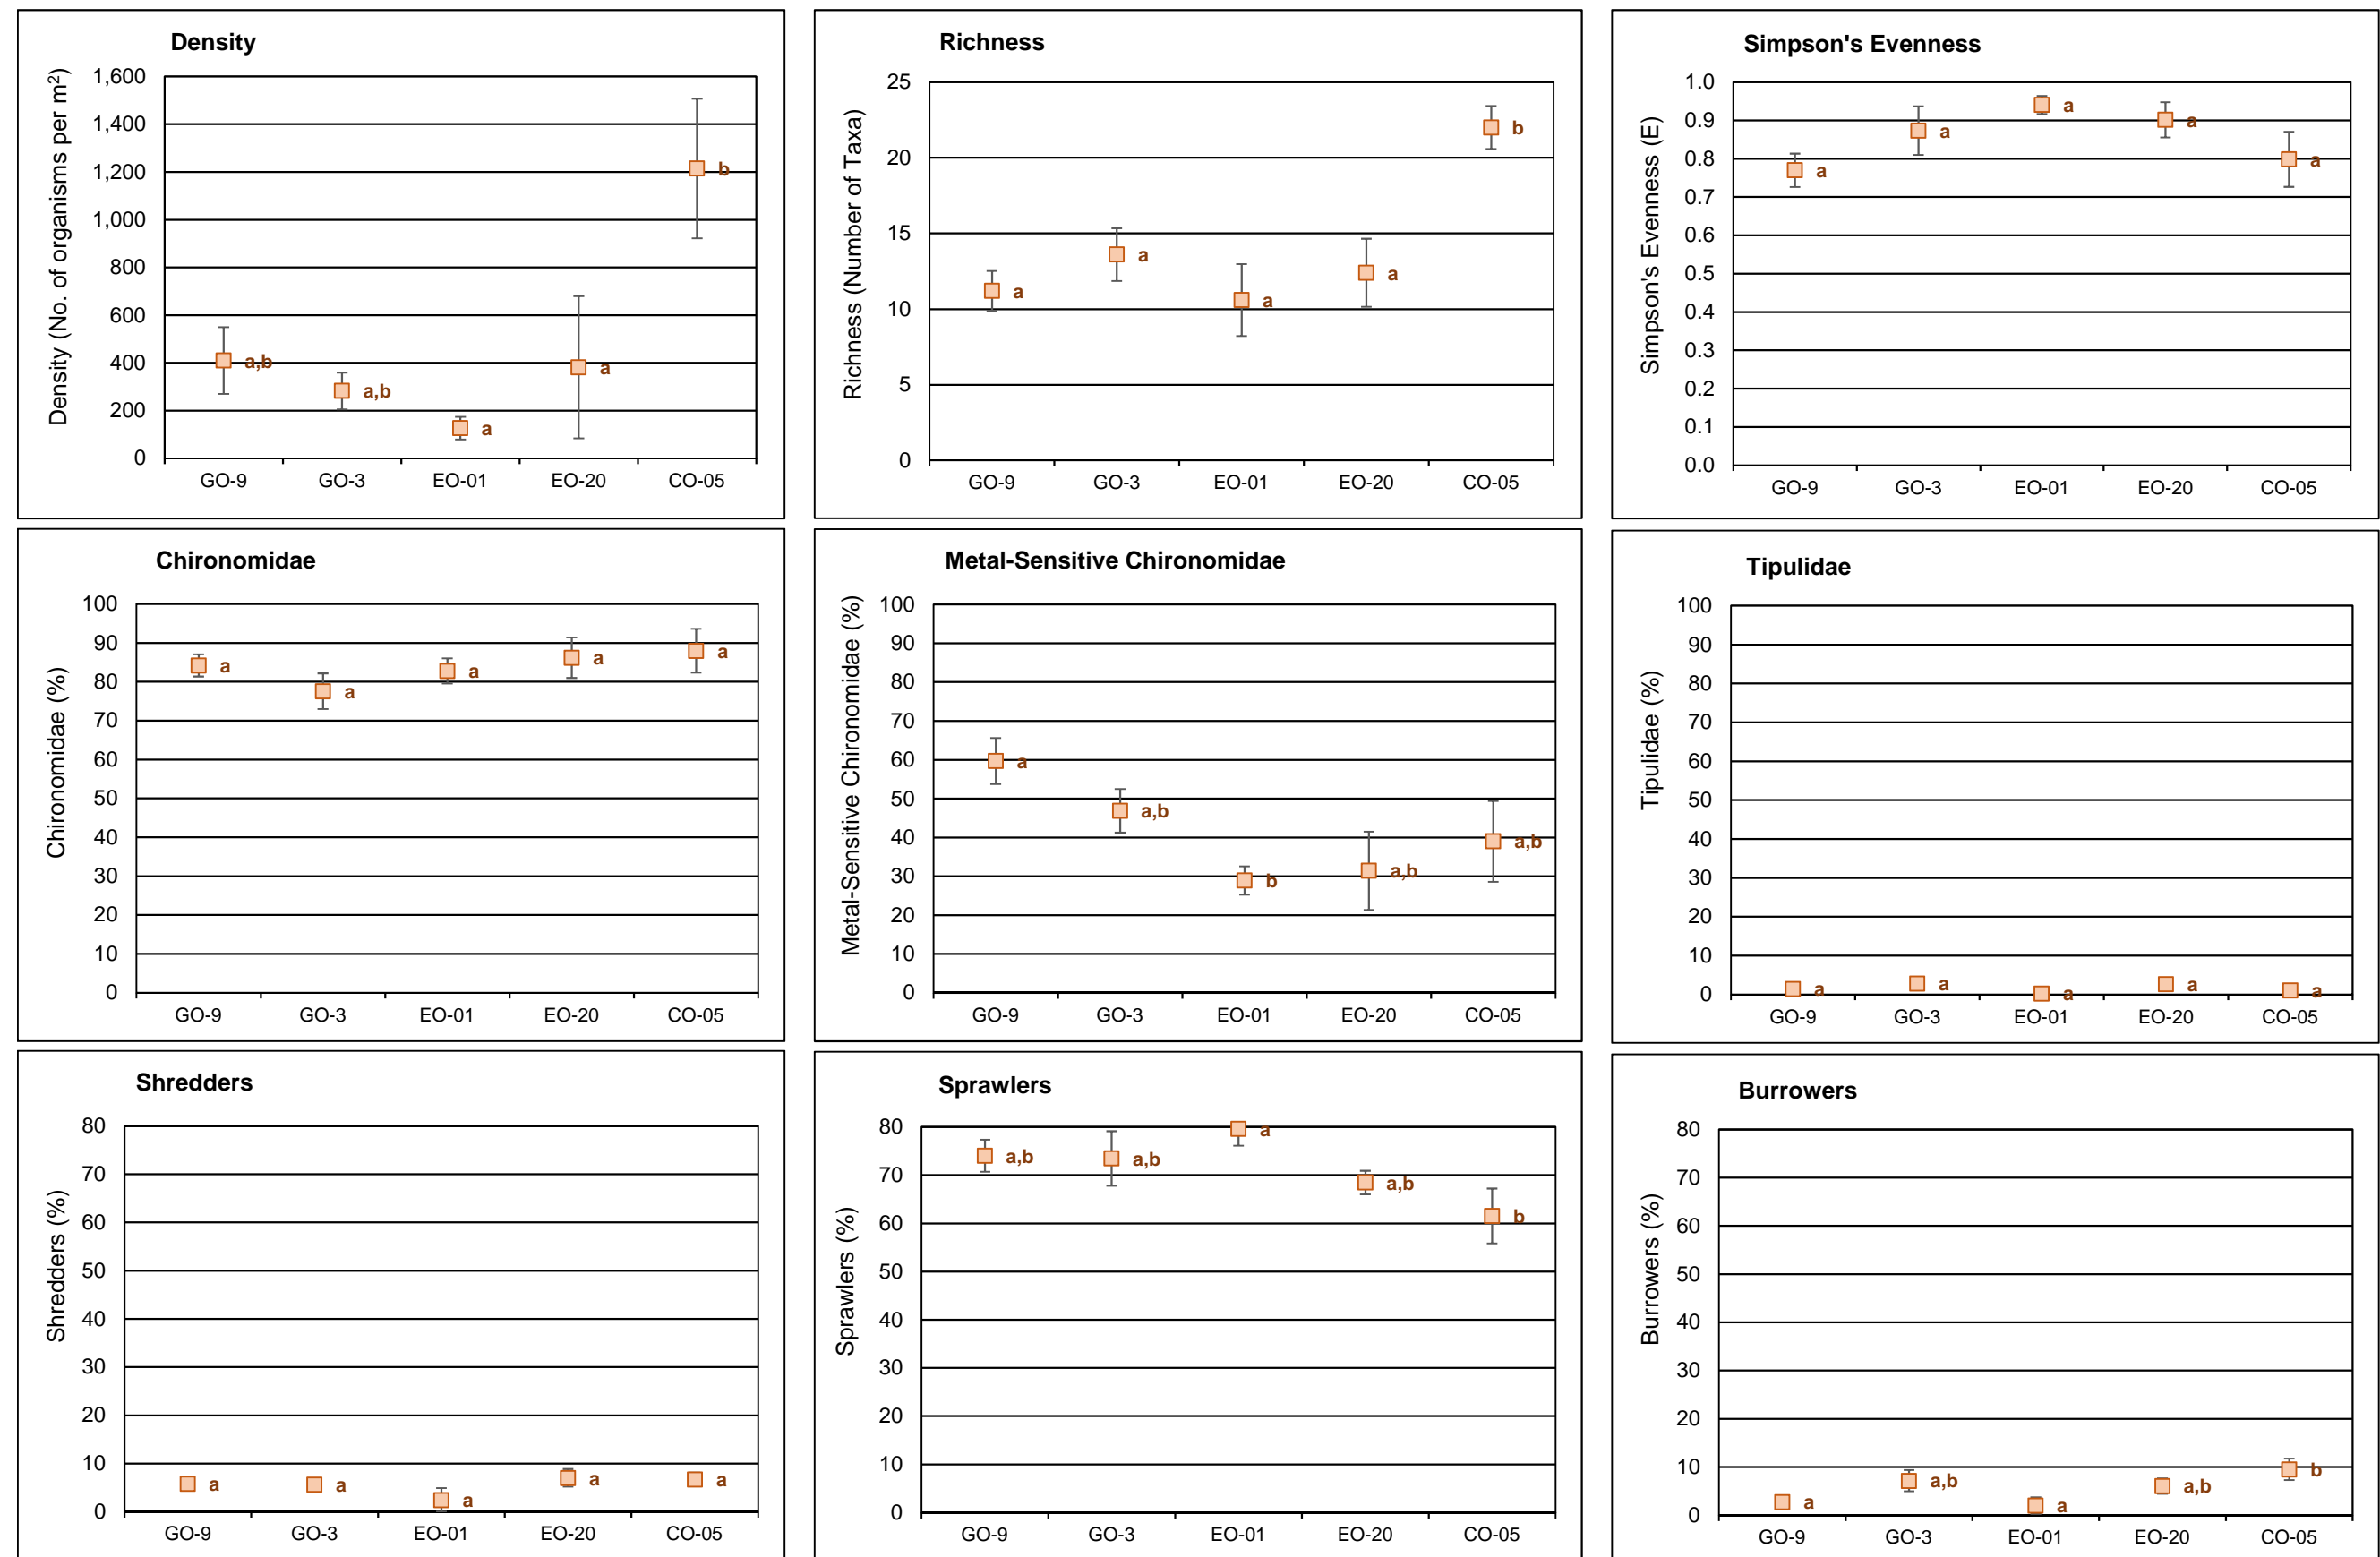 Density
Density (No. of organisms per m²)
1,600
1,400
1,200
1,000
800
600
400
200
0
a,b
a,b
a
a
b
GO-9 GO-3 EO-01 EO-20 CO-05
Richness
Richness (Number of Taxa)
25
20
15
10
5
0
a
a
a
a
b
GO-9 GO-3 EO-01 EO-20 CO-05
Simpson's Evenness
Simpson's Evenness (E)
1.0
0.9
0.8
0.7
0.6
0.5
0.4
0.3
0.2
0.1
0.0
a
a
a
a
a
GO-9 GO-3 EO-01 EO-20 CO-05
Chironomidae
Chironomidae (%)
100
90
80
70
60
50
40
30
20
10
0
a
a
a
a
a
GO-9 GO-3 EO-01 EO-20 CO-05
Metal-Sensitive Chironomidae
Metal-Sensitive Chironomidae (%)
100
90
80
70
60
50
40
30
20
10
0
a
a,b
b
a,b
a,b
GO-9 GO-3 EO-01 EO-20 CO-05
Tipulidae
Tipulidae (%)
100
90
80
70
60
50
40
30
20
10
0
a
a
a
a
a
GO-9 GO-3 EO-01 EO-20 CO-05
Shredders
Shredders (%)
80
70
60
50
40
30
20
10
0
a
a
a
a
a
GO-9 GO-3 EO-01 EO-20 CO-05
Sprawlers
Sprawlers (%)
80
70
60
50
40
30
20
10
0
a,b
a,b
a
a,b
b
GO-9 GO-3 EO-01 EO-20 CO-05
Burrowers
Burrowers (%)
80
70
60
50
40
30
20
10
0
a
a,b
a
a,b
b
GO-9 GO-3 EO-01 EO-20 CO-05